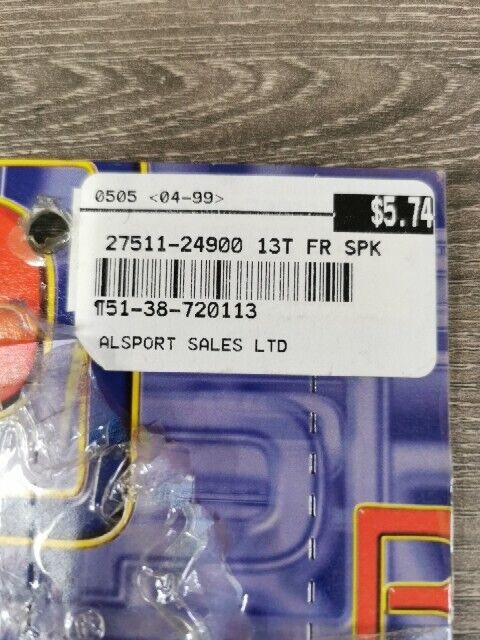 0505 <04-99>
$5.74
27511-24900 13T FR SPK
¶51-38-720113
ALSPORT SALES LTD